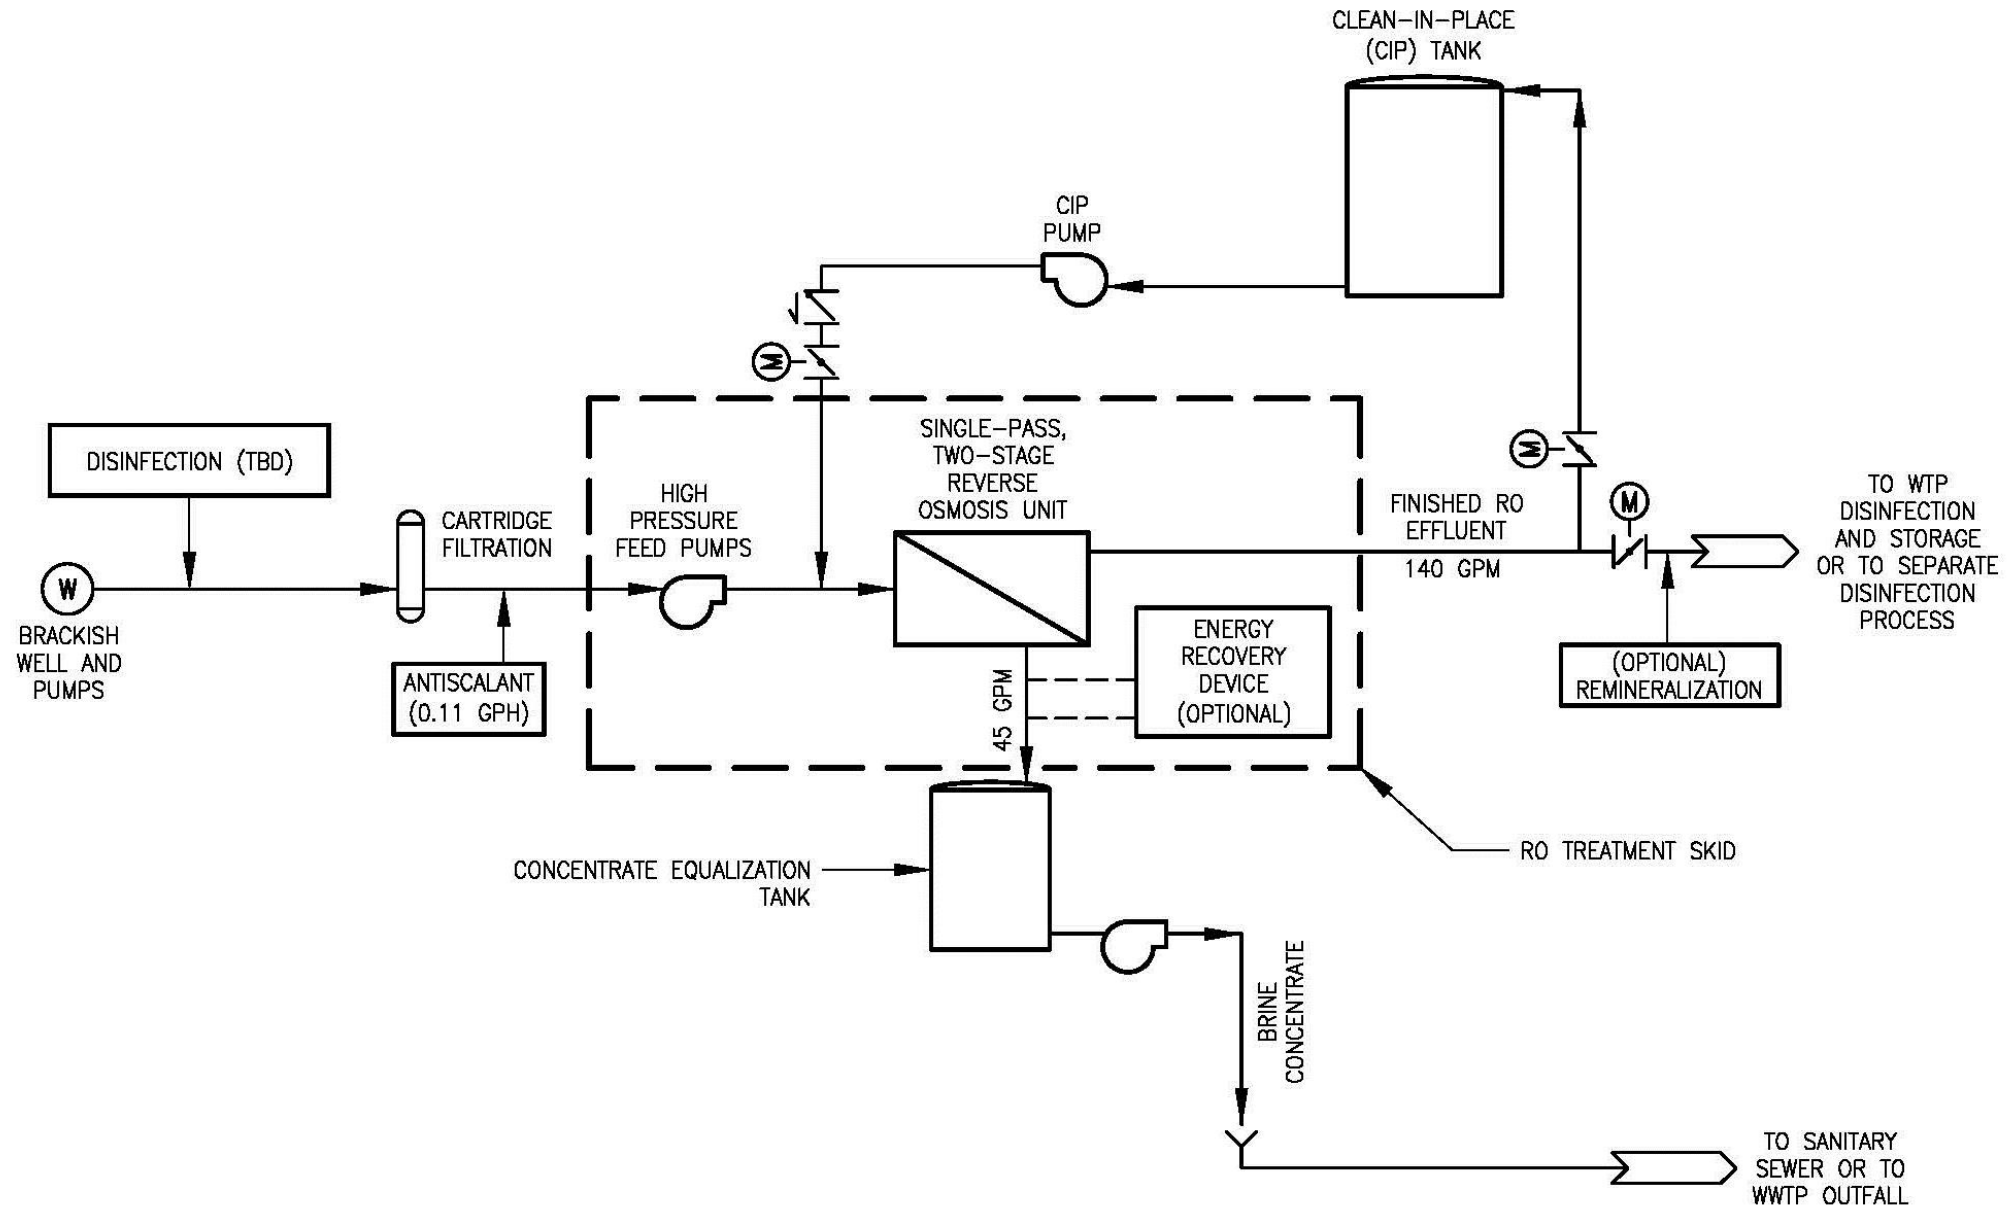 CLEAN-IN-PLACE
(CIP) TANK
CIP
PUMP
M
DISINFECTION (TBD)
W
BRACKISH
WELL AND
PUMPS
CARTRIDGE
FILTRATION
ANTISCALANT
(0.11 GPH)
HIGH
PRESSURE
FEED PUMPS
SINGLE-PASS,
TWO-STAGE
REVERSE
OSMOSIS UNIT
45 GPM
ENERGY
RECOVERY
DEVICE
(OPTIONAL)
FINISHED RO
EFFLUENT
140 GPM
M
M
TO WTP
DISINFECTION
AND STORAGE
OR TO SEPARATE
DISINFECTION
PROCESS
(OPTIONAL)
REMINERALIZATION
RO TREATMENT SKID
CONCENTRATE EQUALIZATION
TANK
BRINE
CONCENTRATE
TO SANITARY
SEWER OR TO
WWTP OUTFALL